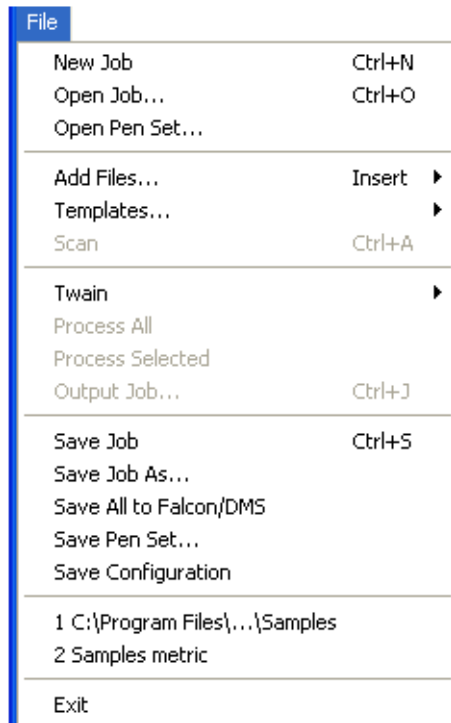 File
New Job Ctrl+N
Open Job... Ctrl+O
Open Pen Set...
Add Files... Insert
Templates...
Scan Ctrl+A
Twain
Process All
Process Selected
Output Job... Ctrl+J
Save Job Ctrl+S
Save Job As...
Save All to Falcon/DMS
Save Pen Set...
Save Configuration
1 C:\Program Files\...\Samples
2 Samples metric
Exit